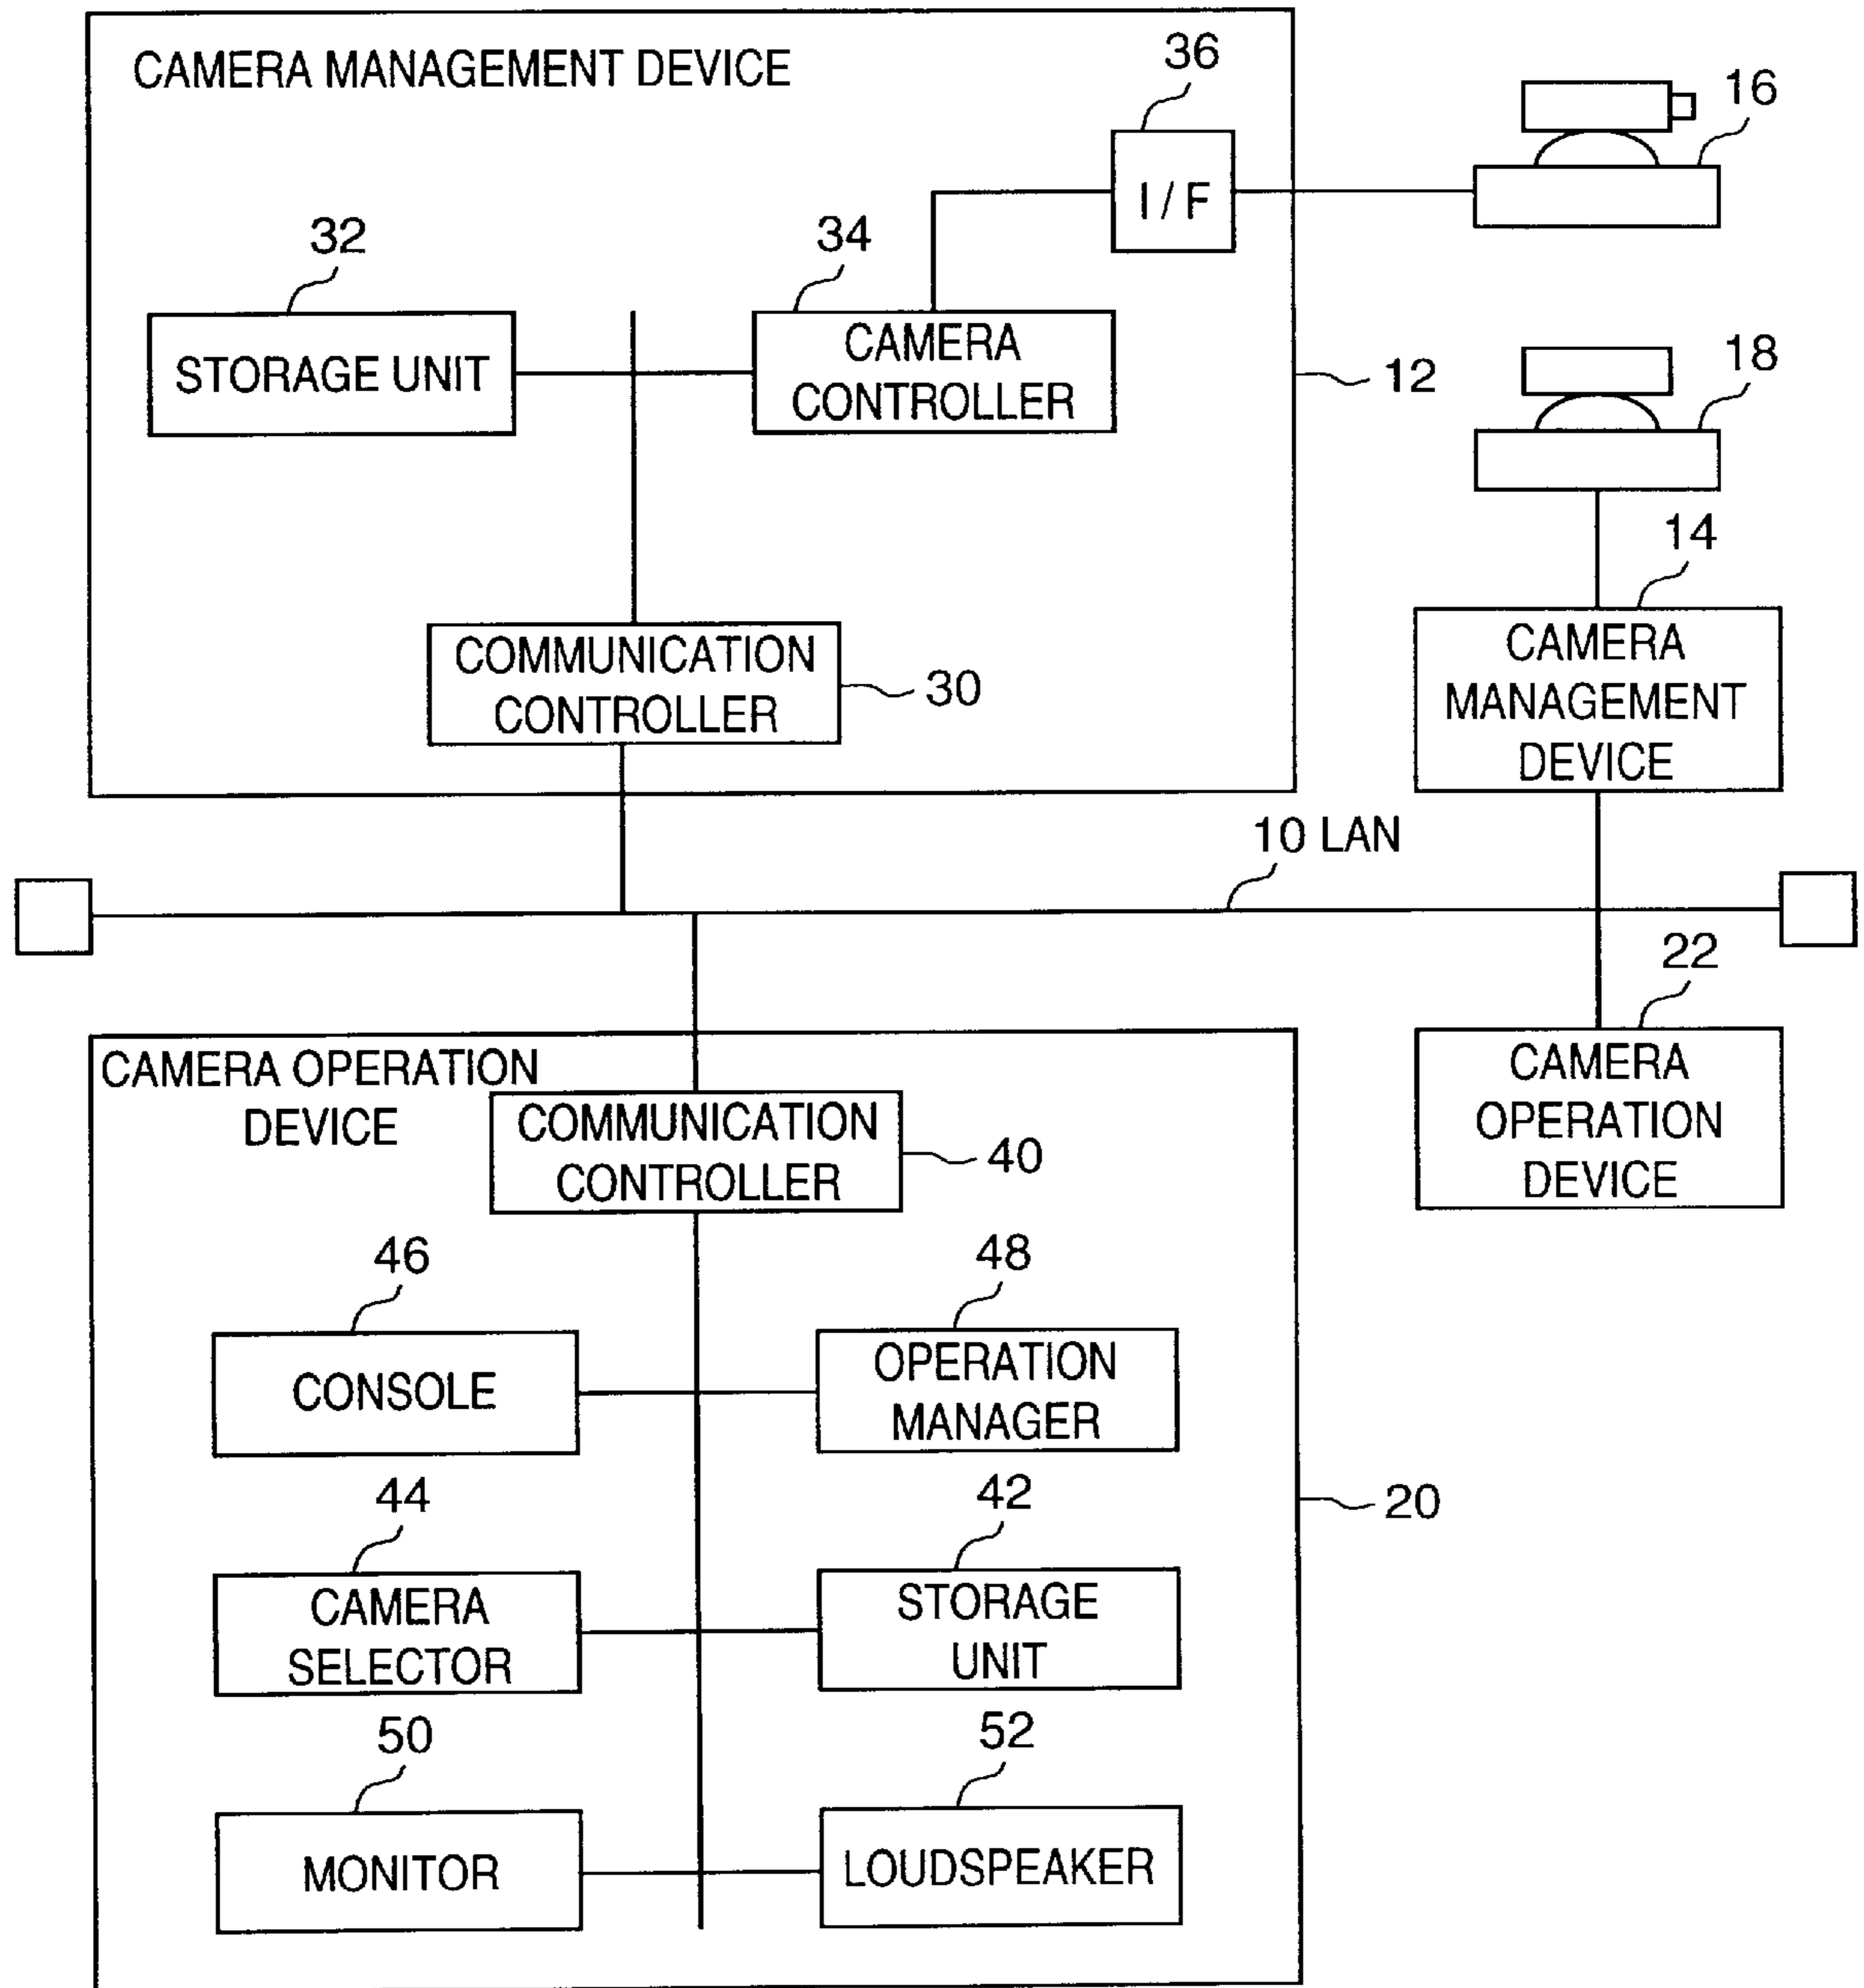 CAMERA MANAGEMENT DEVICE
36
16
I/F
32
34
STORAGE UNIT
CAMERA
CONTROLLER
12
18
14
COMMUNICATION
CONTROLLER
30
CAMERA
MANAGEMENT
DEVICE
10 LAN
22
CAMERA OPERATION
DEVICE
COMMUNICATION
CONTROLLER
40
CAMERA
OPERATION
DEVICE
46
48
CONSOLE
OPERATION
MANAGER
44
42
20
CAMERA
SELECTOR
STORAGE
UNIT
50
52
MONITOR
LOUDSPEAKER